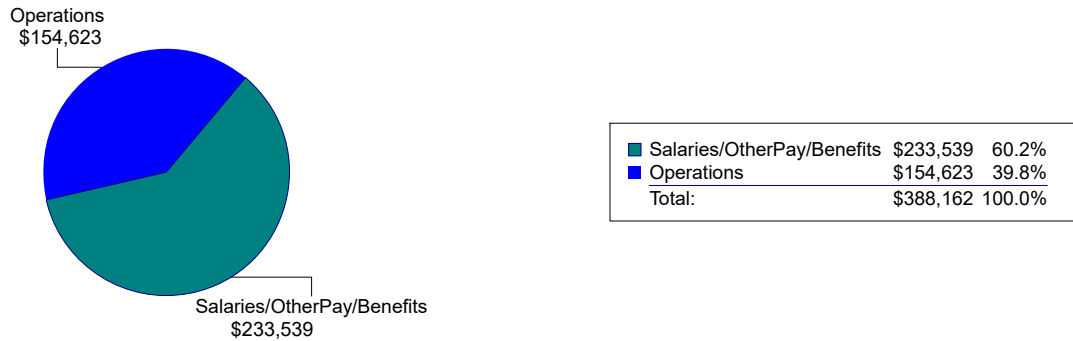 Operations
$154,623
Salaries/OtherPay/Benefits $233,539 60.2%
Operations $154,623 39.8%
Total: $388,162 100.0%
Salaries/OtherPay/Benefits
$233,539